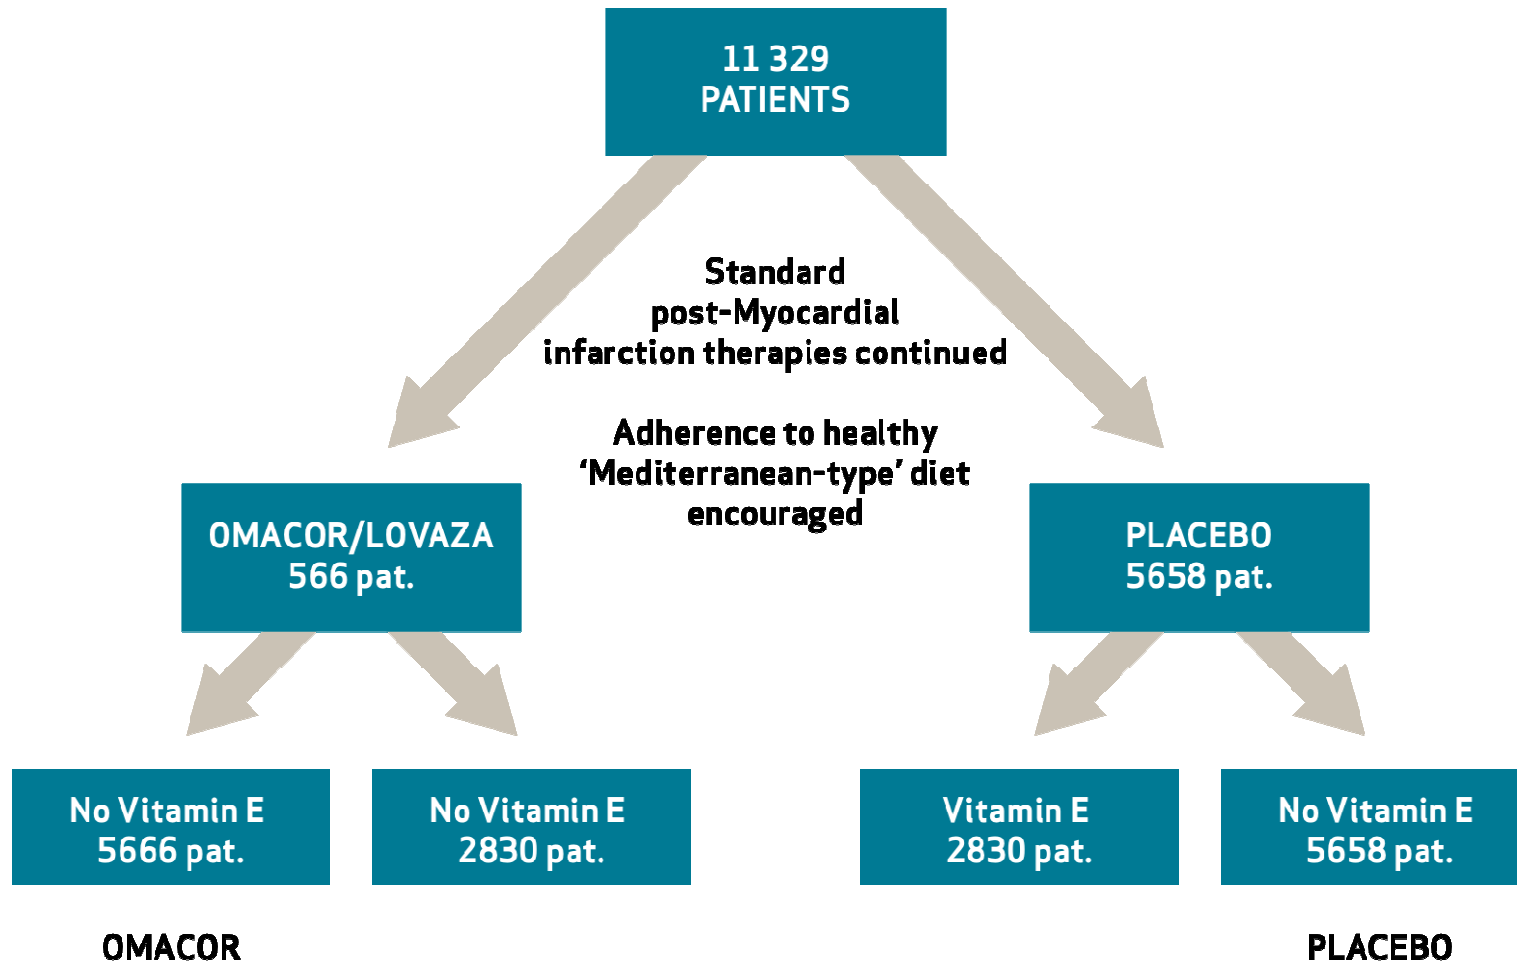 11 329
PATIENTS
Standard
post-Myocardial
infarction therapies continued
Adherence to healthy
‘Mediterranean-type’ diet
encouraged
OMACOR/LOVAZA
566 pat.
PLACEBO
5658 pat.
No Vitamin E
5666 pat.
No Vitamin E
2830 pat.
Vitamin E
2830 pat.
No Vitamin E
5658 pat.
OMACOR
PLACEBO